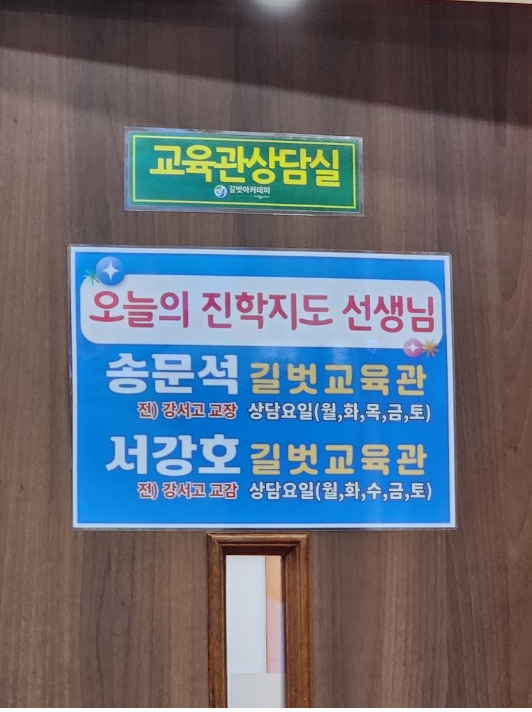 교육관상담실
길벗아카데미
오늘의 진학지도 선생님
송문석 길벗교육관
전) 강서고 교장 상담요일(월,화,목,금,토)
서강호 길벗교육관
전) 강서고 교감 상담요일(월,화,수,금,토)